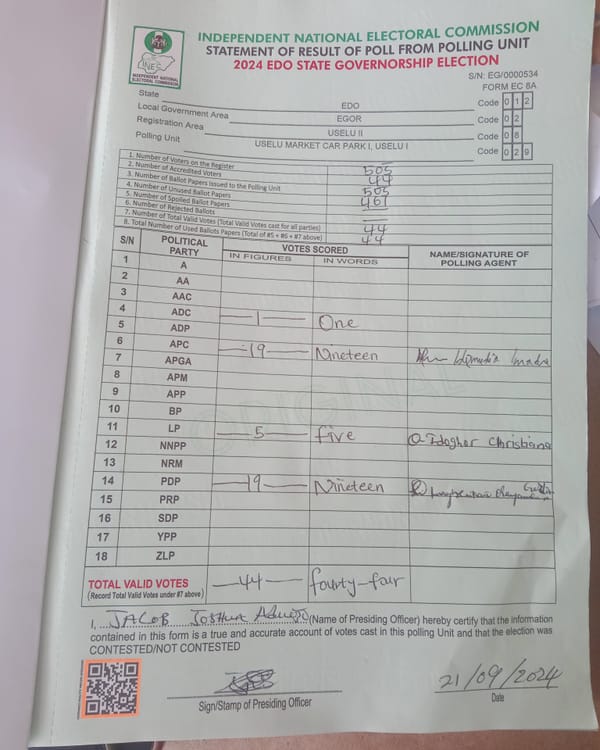 INEC
INDEPENDENT NATIONAL ELECTORAL COMMISSION
INDEPENDENT NATIONAL ELECTORAL COMMISSION
STATEMENT OF RESULT OF POLL FROM POLLING UNIT
2024 EDO STATE GOVERNORSHIP ELECTION
S/N: EG/0000534
FORM EC 8A
State EDO Code 0 1 2
Local Government Area EGOR Code 0 2
Registration Area USELU II Code 0 8
Polling Unit USELU MARKET CAR PARK I, USELU I Code 0 2 9
1. Number of Voters on the Register 505
2. Number of Accredited Voters 44
3. Number of Ballot Papers Issued to the Polling Unit 505
4. Number of Unused Ballot Papers 461
5. Number of Spoiled Ballot Papers —
6. Number of Rejected Ballots —
7. Number of Total Valid Votes (Total Valid Votes cast for all parties) 44
8. Total Number of Used Ballots Papers (Total of #5 + #6 + #7 above) 44
S/N POLITICAL PARTY VOTES SCORED NAME/SIGNATURE OF POLLING AGENT
IN FIGURES IN WORDS
1 A
2 AA
3 AAC
4 ADC —1— One
5 ADP
6 APC —19— Nineteen
7 APGA
8 APM
9 APP
10 BP
11 LP —5— five
12 NNPP Christiana
13 NRM
14 PDP —19— Nineteen
15 PRP
16 SDP
17 YPP
18 ZLP
ORIGINAL
TOTAL VALID VOTES —44— fourty-four
(Record Total Valid Votes under #7 above)
I, JACOB JOSHUA (Name of Presiding Officer) hereby certify that the information
contained in this form is a true and accurate account of votes cast in this polling Unit and that the election was
CONTESTED/NOT CONTESTED
21/09/2024
Sign/Stamp of Presiding Officer Date